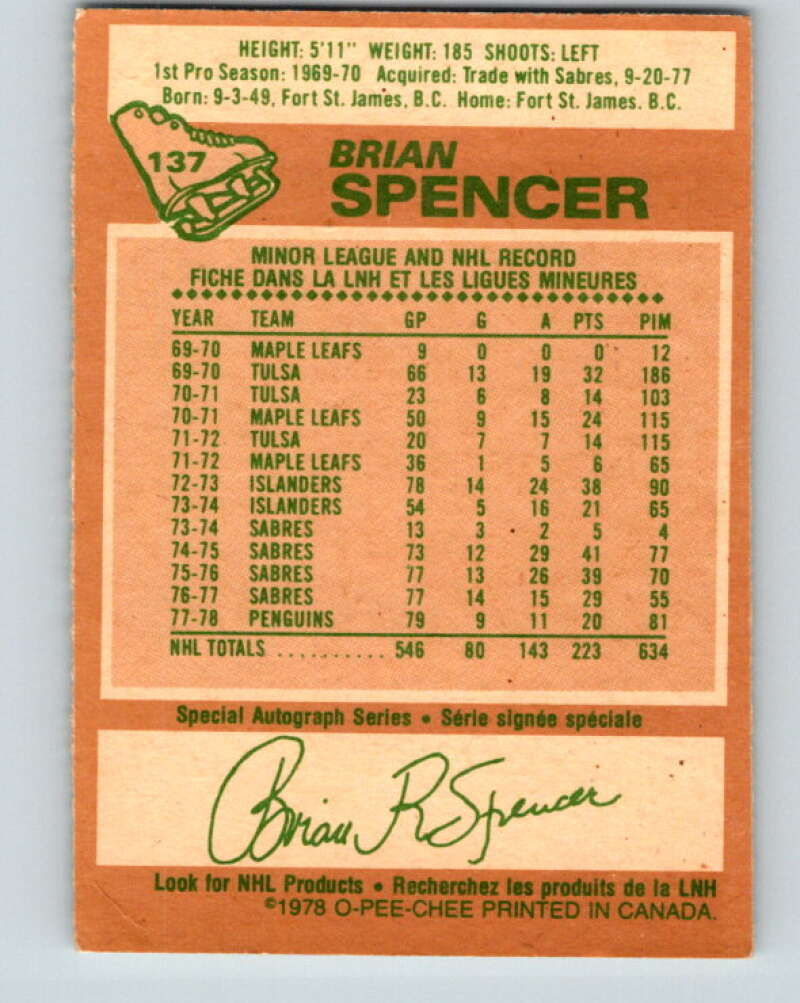 HEIGHT: 5'11" WEIGHT: 185 SHOOTS: LEFT
1st Pro Season: 1969-70 Acquired: Trade with Sabres, 9-20-77
Born: 9-3-49, Fort St. James, B.C. Home: Fort St. James. B.C.
137
BRIAN
SPENCER
MINOR LEAGUE AND NHL RECORD
FICHE DANS LA LNH ET LES LIGUES MINEURES
YEAR TEAM GP G A PTS PIM
69-70 MAPLE LEAFS 9 0 0 0 12
69-70 TULSA 66 13 19 32 186
70-71 TULSA 23 6 8 14 103
70-71 MAPLE LEAFS 50 9 15 24 115
71-72 TULSA 20 7 7 14 115
71-72 MAPLE LEAFS 36 1 5 6 65
72-73 ISLANDERS 78 14 24 38 90
73-74 ISLANDERS 54 5 16 21 65
73-74 SABRES 13 3 2 5 4
74-75 SABRES 73 12 29 41 77
75-76 SABRES 77 13 26 39 70
76-77 SABRES 77 14 15 29 55
77-78 PENGUINS 79 9 11 20 81
NHL TOTALS .......... 546 80 143 223 634
Special Autograph Series • Série signée spéciale
Brian R Spencer
Look for NHL Products • Recherchez les produits de la LNH
©1978 O-PEE-CHEE PRINTED IN CANADA.